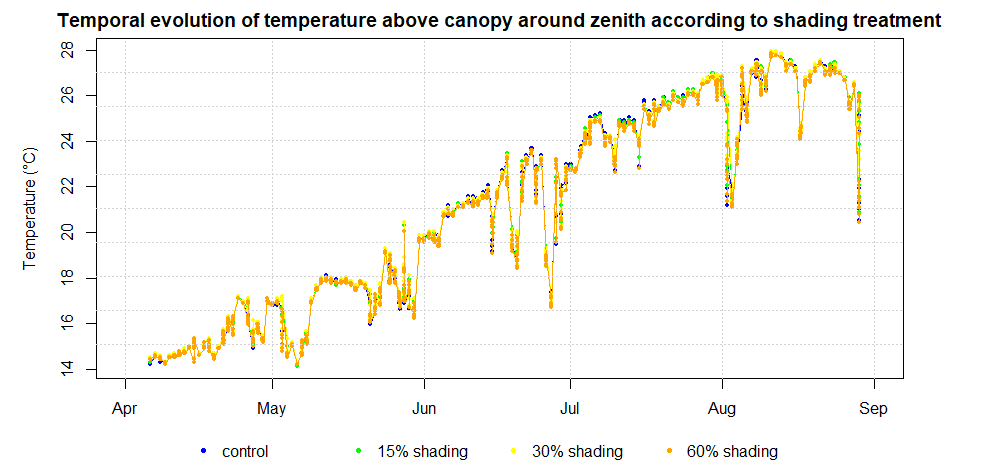 Temporal evolution of temperature above canopy around zenith according to shading treatment
Temperature (°C)
28
26
24
22
20
18
16
14
Apr May Jun Jul Aug Sep
control 15% shading 30% shading 60% shading